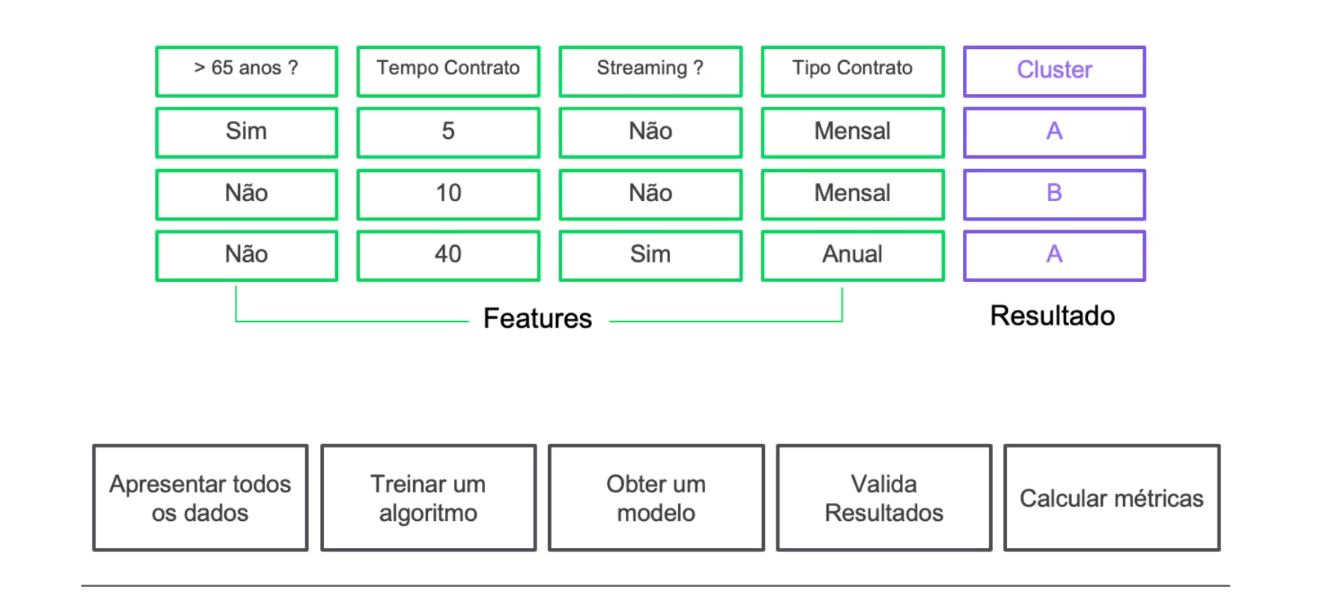 > 65 anos ? Tempo Contrato Streaming ? Tipo Contrato Cluster
Sim 5 Não Mensal A
Não 10 Não Mensal B
Não 40 Sim Anual A
Features Resultado
Apresentar todos
os dados
Treinar um
algoritmo
Obter um
modelo
Valida
Resultados
Calcular métricas